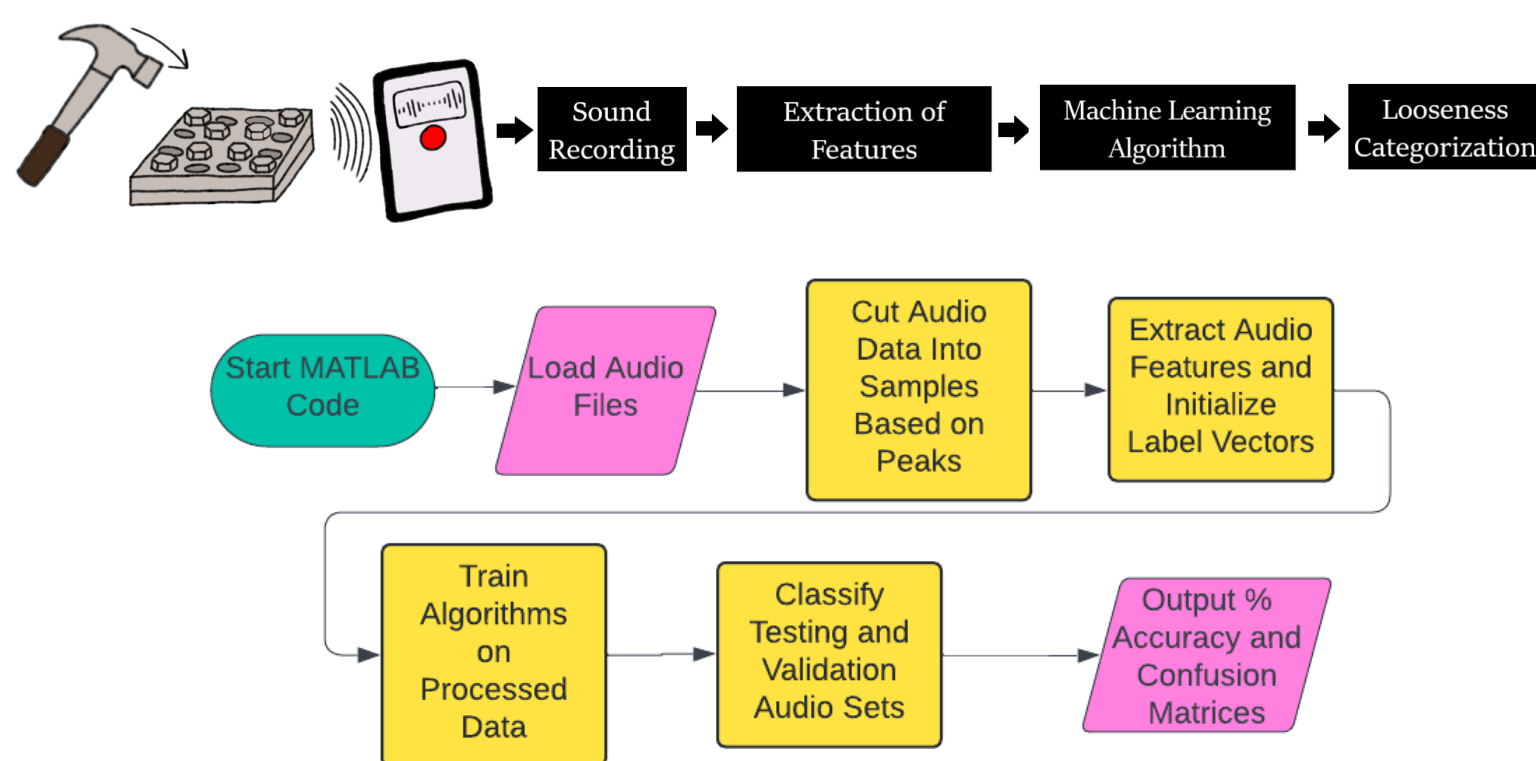 Sound
Recording
Extraction of
Features
Machine Learning
Algorithm
Looseness
Categorization
Start MATLAB
Code
Load Audio
Files
Cut Audio
Data Into
Samples
Based on
Peaks
Extract Audio
Features and
Initialize
Label Vectors
Train
Algorithms
on
Processed
Data
Classify
Testing and
Validation
Audio Sets
Output %
Accuracy and
Confusion
Matrices